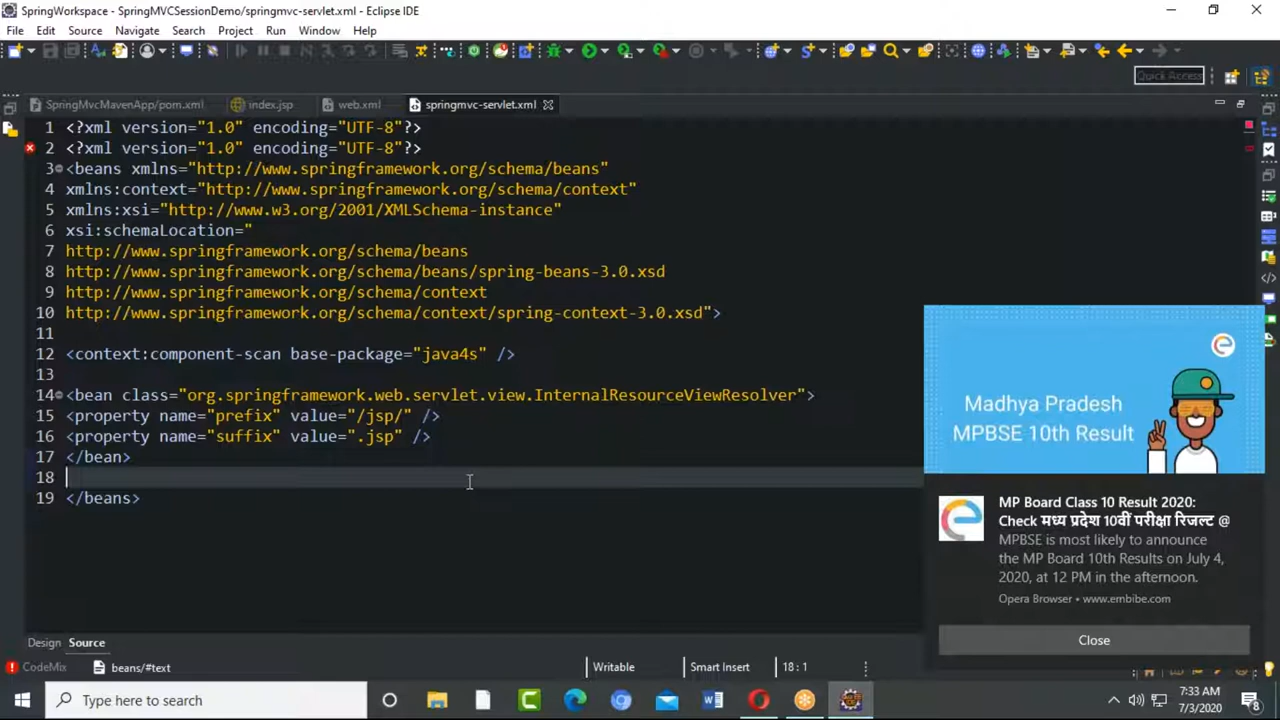 SpringWorkspace - SpringMVCSessionDemo/springmvc-servlet.xml - Eclipse IDE
File Edit Source Navigate Search Project Run Window Help
Quick Access
SpringMvcMavenApp/pom.xml index.jsp web.xml springmvc-servlet.xml
1 <?xml version="1.0" encoding="UTF-8"?>
2 <?xml version="1.0" encoding="UTF-8"?>
3 <beans xmlns="http://www.springframework.org/schema/beans"
4 xmlns:context="http://www.springframework.org/schema/context"
5 xmlns:xsi="http://www.w3.org/2001/XMLSchema-instance"
6 xsi:schemaLocation="
7 http://www.springframework.org/schema/beans
8 http://www.springframework.org/schema/beans/spring-beans-3.0.xsd
9 http://www.springframework.org/schema/context
10 http://www.springframework.org/schema/context/spring-context-3.0.xsd">
11
12 <context:component-scan base-package="java4s" />
13
14 <bean class="org.springframework.web.servlet.view.InternalResourceViewResolver">
15 <property name="prefix" value="/jsp/" />
16 <property name="suffix" value=".jsp" />
17 </bean>
18
19 </beans>
Madhya Pradesh
MPBSE 10th Result
MP Board Class 10 Result 2020:
Check मध्य प्रदेश 10वीं परीक्षा रिजल्ट @
MPBSE is most likely to announce
the MP Board 10th Results on July 4,
2020, at 12 PM in the afternoon.
Opera Browser • www.embibe.com
Close
Design Source
CodeMix beans/#text Writable Smart Insert 18 : 1
Type here to search
7:33 AM
7/3/2020
8